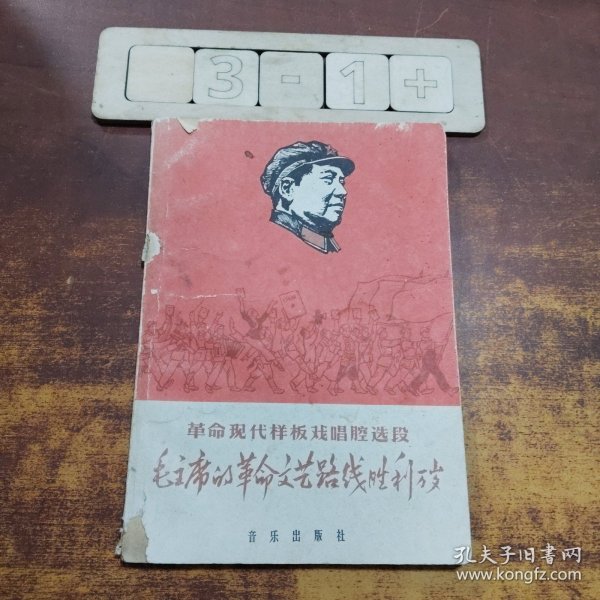 3 - 1 +
革命现代样板戏唱腔选段
毛主席的革命文艺路线胜利万岁
音乐出版社
孔夫子旧书网
www.kongfz.com